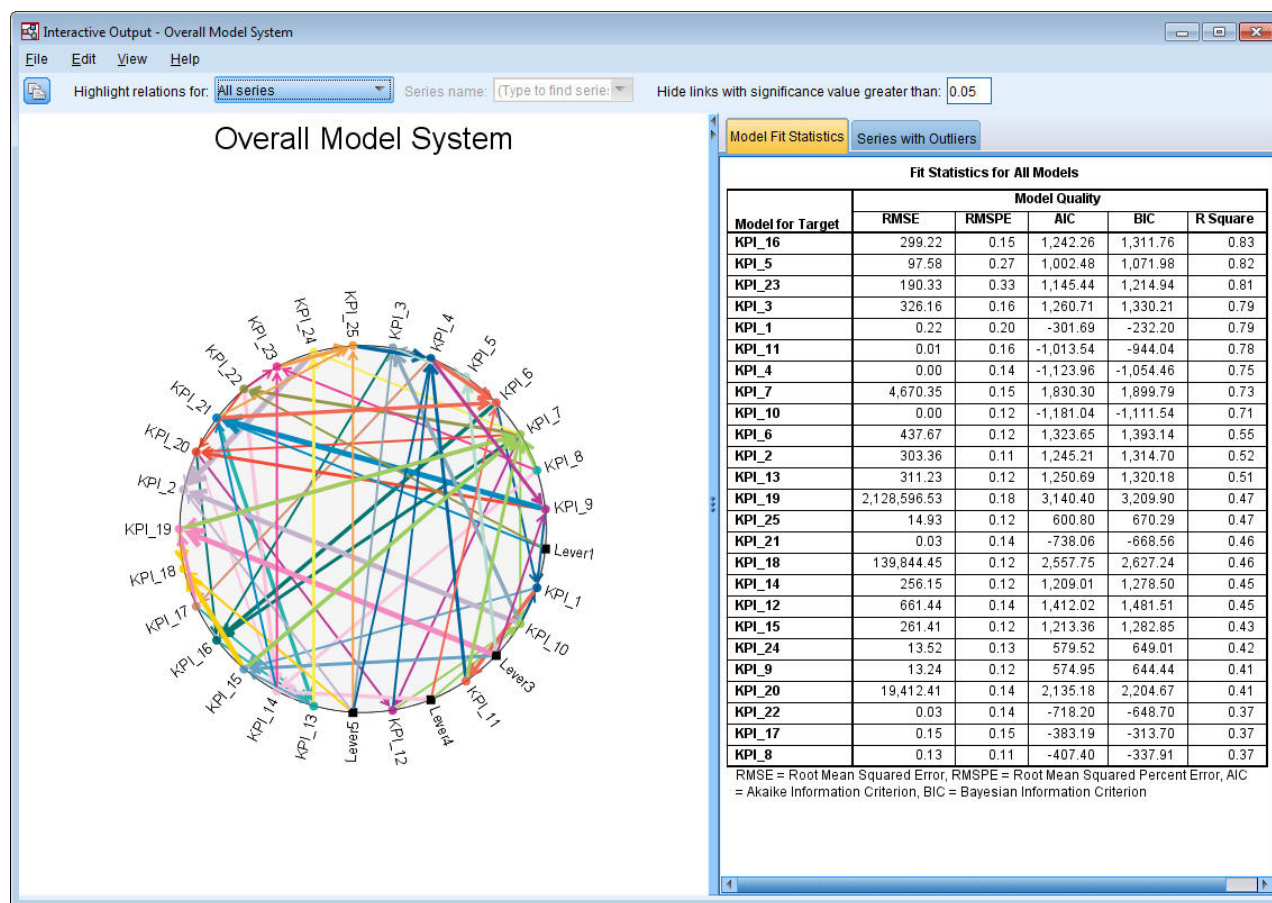 Interactive Output - Overall Model System
File Edit View Help
Highlight relations for: All series Series name: (Type to find serie: Hide links with significance value greater than: 0.05
Overall Model System
KPI_25
KPI_3
KPI_4
KPI_5
KPI_6
KPI_7
KPI_8
KPI_9
Lever1
KPI_1
KPI_10
Lever3
KPI_11
Lever4
KPI_12
Lever5
KPI_13
KPI_14
KPI_15
KPI_16
KPI_17
KPI_18
KPI_19
KPI_2
KPI_20
KPI_21
KPI_22
KPI_23
KPI_24
Model Fit Statistics Series with Outliers
Fit Statistics for All Models
Model Quality
Model for Target RMSE RMSPE AIC BIC R Square
KPI_16 299.22 0.15 1,242.26 1,311.76 0.83
KPI_5 97.58 0.27 1,002.48 1,071.98 0.82
KPI_23 190.33 0.33 1,145.44 1,214.94 0.81
KPI_3 326.16 0.16 1,260.71 1,330.21 0.79
KPI_1 0.22 0.20 -301.69 -232.20 0.79
KPI_11 0.01 0.16 -1,013.54 -944.04 0.78
KPI_4 0.00 0.14 -1,123.96 -1,054.46 0.75
KPI_7 4,670.35 0.15 1,830.30 1,899.79 0.73
KPI_10 0.00 0.12 -1,181.04 -1,111.54 0.71
KPI_6 437.67 0.12 1,323.65 1,393.14 0.55
KPI_2 303.36 0.11 1,245.21 1,314.70 0.52
KPI_13 311.23 0.12 1,250.69 1,320.18 0.51
KPI_19 2,128,596.53 0.18 3,140.40 3,209.90 0.47
KPI_25 14.93 0.12 600.80 670.29 0.47
KPI_21 0.03 0.14 -738.06 -668.56 0.46
KPI_18 139,844.45 0.12 2,557.75 2,627.24 0.46
KPI_14 256.15 0.12 1,209.01 1,278.50 0.45
KPI_12 661.44 0.14 1,412.02 1,481.51 0.45
KPI_15 261.41 0.12 1,213.36 1,282.85 0.43
KPI_24 13.52 0.13 579.52 649.01 0.42
KPI_9 13.24 0.12 574.95 644.44 0.41
KPI_20 19,412.41 0.14 2,135.18 2,204.67 0.41
KPI_22 0.03 0.14 -718.20 -648.70 0.37
KPI_17 0.15 0.15 -383.19 -313.70 0.37
KPI_8 0.13 0.11 -407.40 -337.91 0.37
RMSE = Root Mean Squared Error, RMSPE = Root Mean Squared Percent Error, AIC
= Akaike Information Criterion, BIC = Bayesian Information Criterion